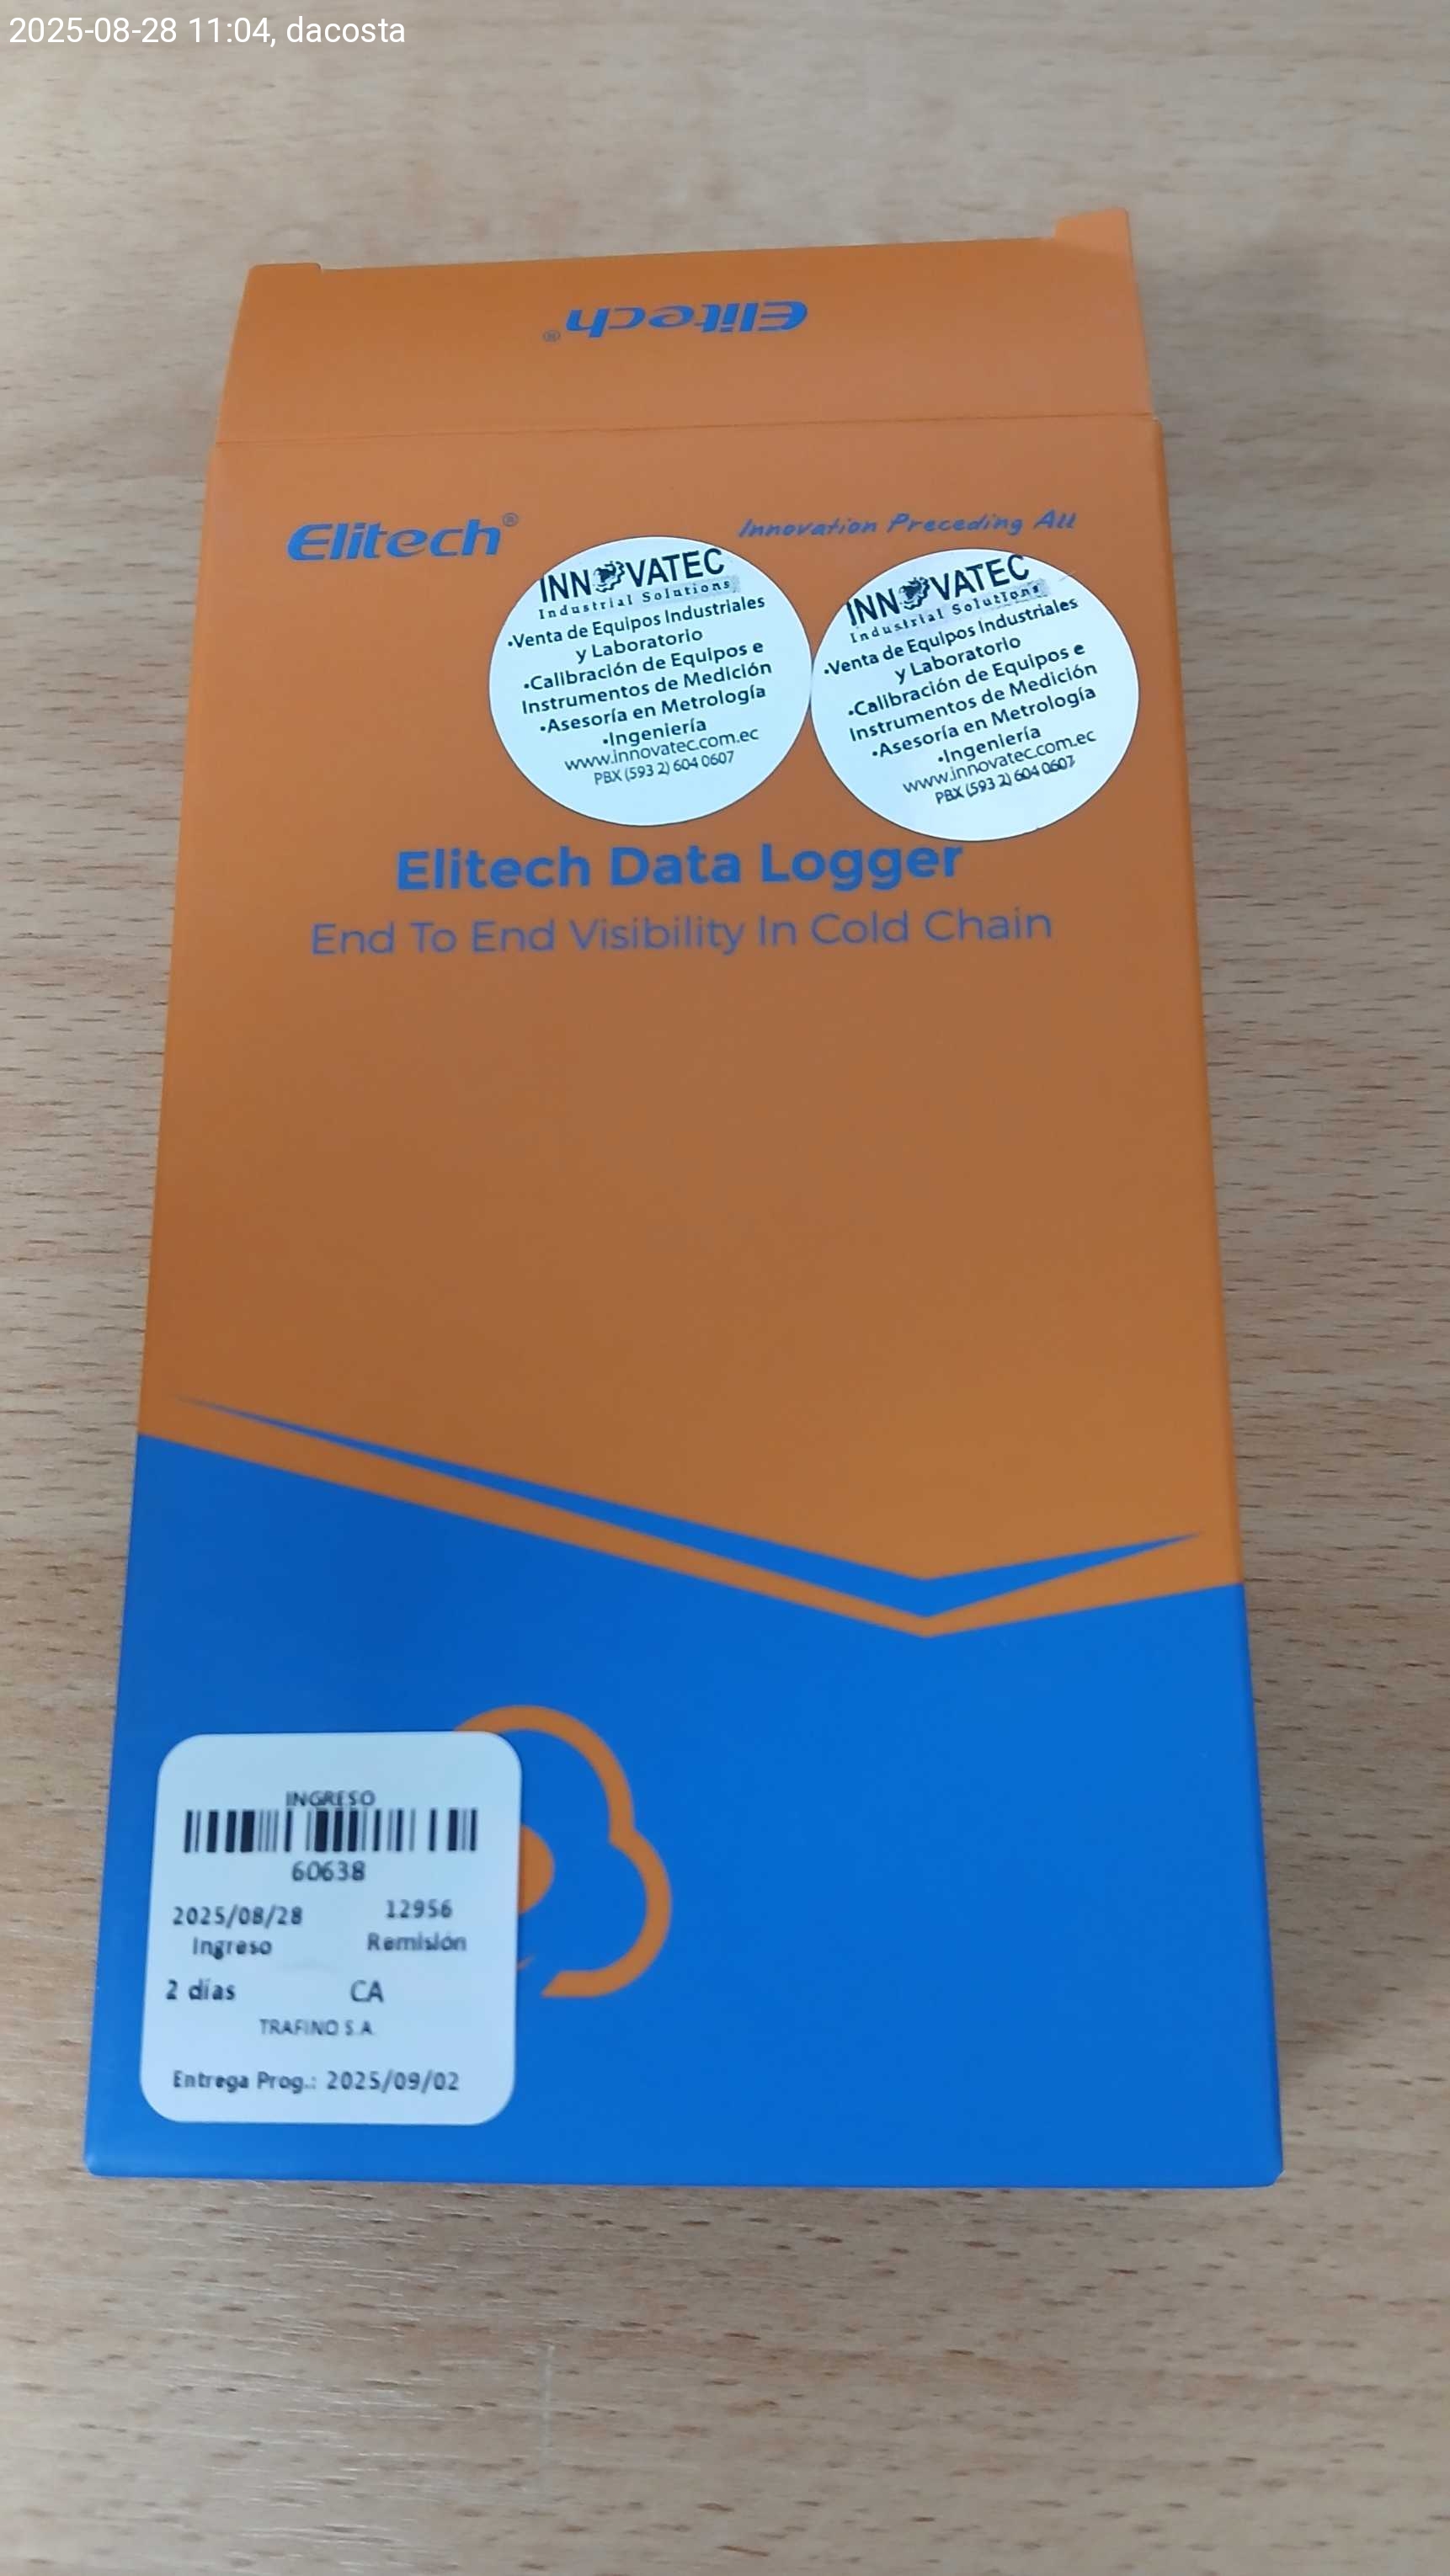 2025-08-28 11:04, dacosta
Elitech®
Elitech®
Innovation Preceding All
INNOVATEC
Industrial Solutions
•Venta de Equipos Industriales
y Laboratorio
•Calibración de Equipos e
Instrumentos de Medición
•Asesoría en Metrología
•Ingeniería
www.innovatec.com.ec
PBX (593 2) 604 0607
INNOVATEC
Industrial Solutions
•Venta de Equipos Industriales
y Laboratorio
•Calibración de Equipos e
Instrumentos de Medición
•Asesoría en Metrología
•Ingeniería
www.innovatec.com.ec
PBX (593 2) 604 0607
Elitech Data Logger
End To End Visibility In Cold Chain
INGRESO
60638
2025/08/28 12956
Ingreso Remisión
2 días CA
TRAFINO S.A.
Entrega Prog.: 2025/09/02